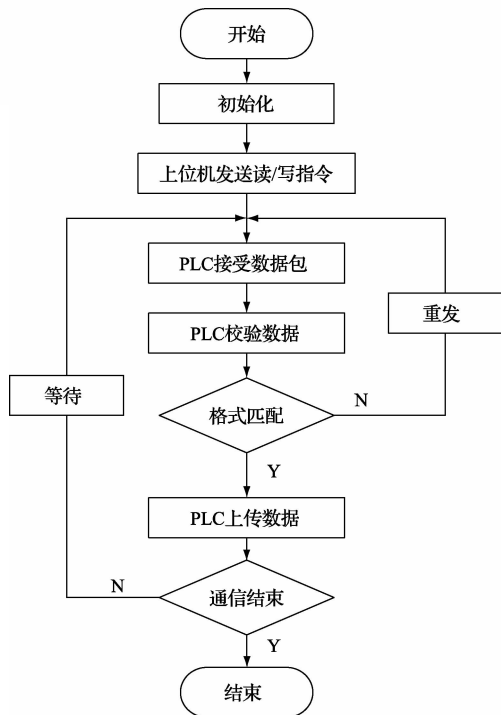 开始
初始化
上位机发送读/写指令
PLC接受数据包
重发
PLC校验数据
等待
格式匹配
N
Y
PLC上传数据
N
通信结束
Y
结束